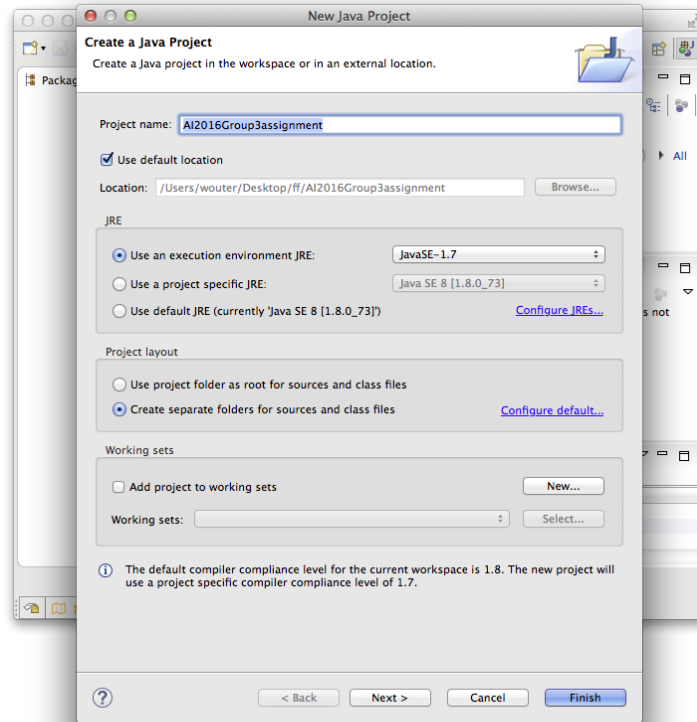 New Java Project
Create a Java Project
Create a Java project in the workspace or in an external location.
Packag
Project name: AI2016Group3assignment
All
Use default location
Location: /Users/wouter/Desktop/ff/AI2016Group3assignment Browse...
JRE
Use an execution environment JRE: JavaSE-1.7
Use a project specific JRE: Java SE 8 [1.8.0_73]
s not
Use default JRE (currently 'Java SE 8 [1.8.0_73]') Configure JREs...
Project layout
Use project folder as root for sources and class files
Create separate folders for sources and class files Configure default...
Working sets
Add project to working sets New...
Working sets: Select...
The default compiler compliance level for the current workspace is 1.8. The new project will
use a project specific compiler compliance level of 1.7.
? < Back Next > Cancel Finish